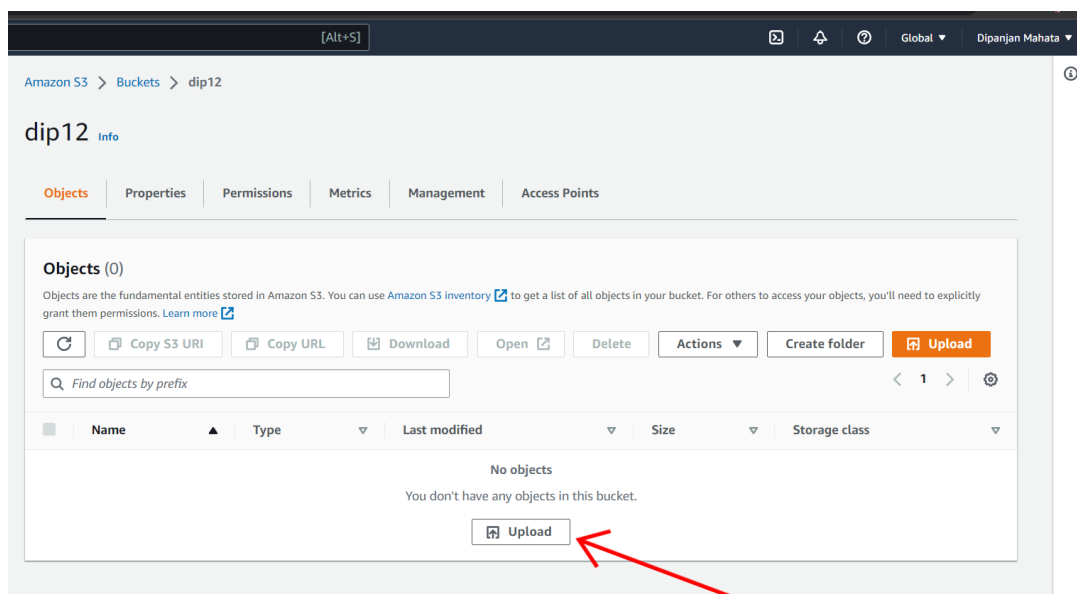 [Alt+S] Global Dipanjan Mahata
Amazon S3 Buckets dip12
dip12 Info
Objects Properties Permissions Metrics Management Access Points
Objects (0)
Objects are the fundamental entities stored in Amazon S3. You can use Amazon S3 inventory to get a list of all objects in your bucket. For others to access your objects, you'll need to explicitly
grant them permissions. Learn more
Copy S3 URI Copy URL Download Open Delete Actions Create folder Upload
Find objects by prefix 1
Name Type Last modified Size Storage class
No objects
You don't have any objects in this bucket.
Upload